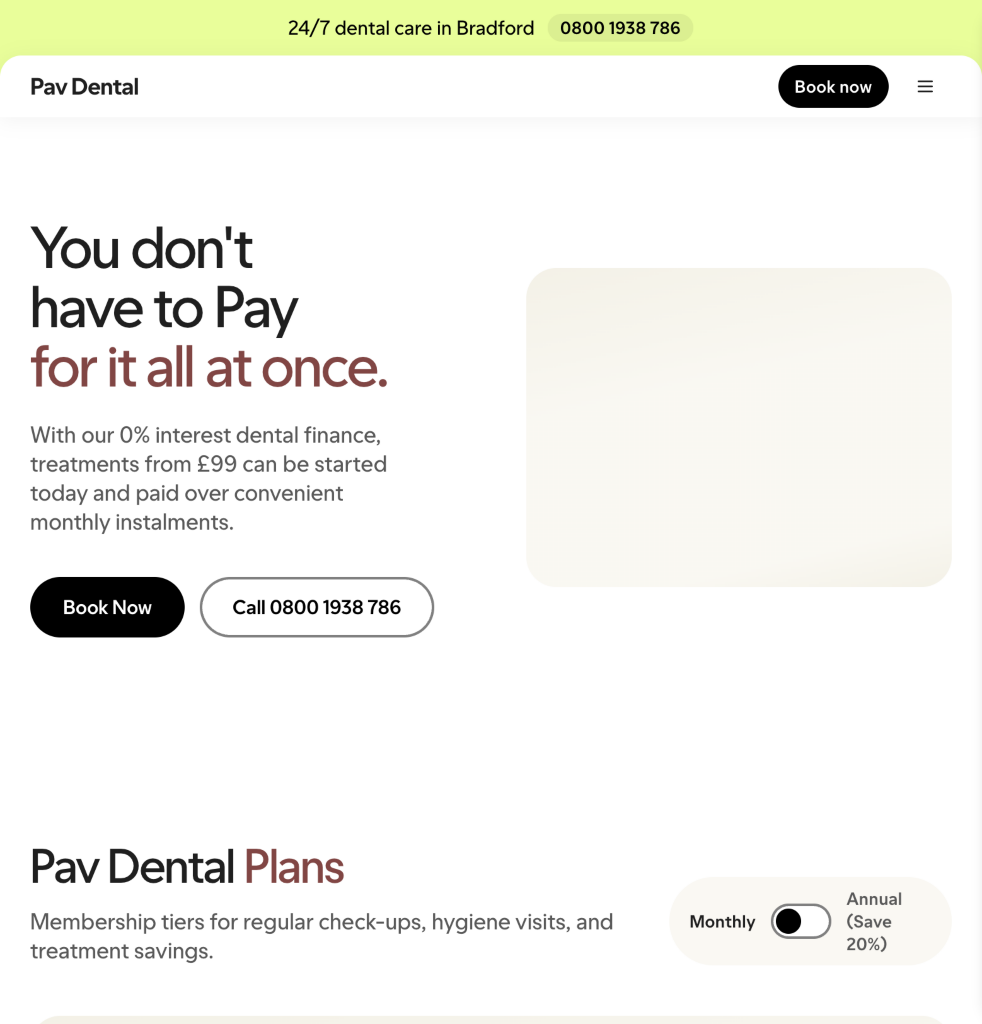 24/7 dental care in Bradford 0800 1938 786
Pav Dental
Book now
You don't
have to Pay
for it all at once.
With our 0% interest dental finance,
treatments from £99 can be started
today and paid over convenient
monthly instalments.
Book Now
Call 0800 1938 786
Pav Dental Plans
Membership tiers for regular check-ups, hygiene visits, and
treatment savings.
Monthly
Annual
(Save
20%)